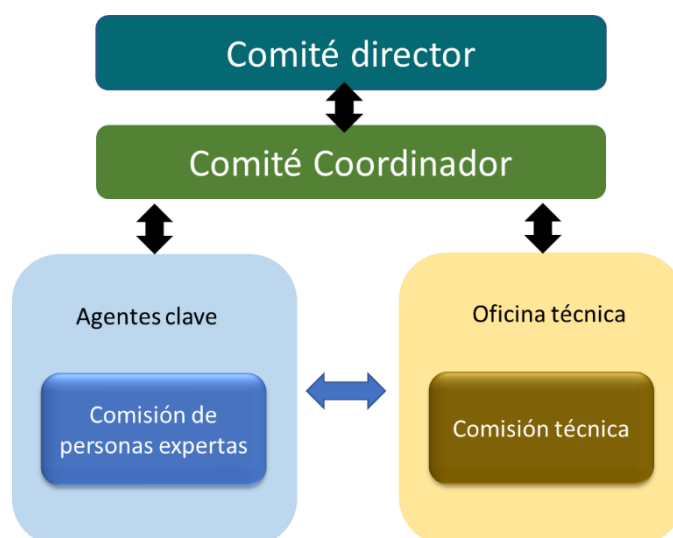 Comité director
Comité Coordinador
Agentes clave
Oficina técnica
Comisión de
personas expertas
Comisión técnica